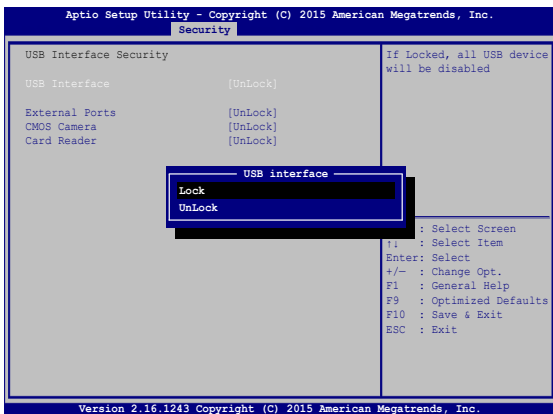 Aptio Setup Utility - Copyright (C) 2015 American Megatrends, Inc.
Security
USB Interface Security
USB Interface [UnLock]
External Ports [UnLock]
CMOS Camera [UnLock]
Card Reader [UnLock]
If Locked, all USB device
will be disabled
USB interface
Lock
UnLock
: Select Screen
↑↓ : Select Item
Enter: Select
+/— : Change Opt.
F1 : General Help
F9 : Optimized Defaults
F10 : Save & Exit
ESC : Exit
Version 2.16.1243 Copyright (C) 2015 American Megatrends, Inc.